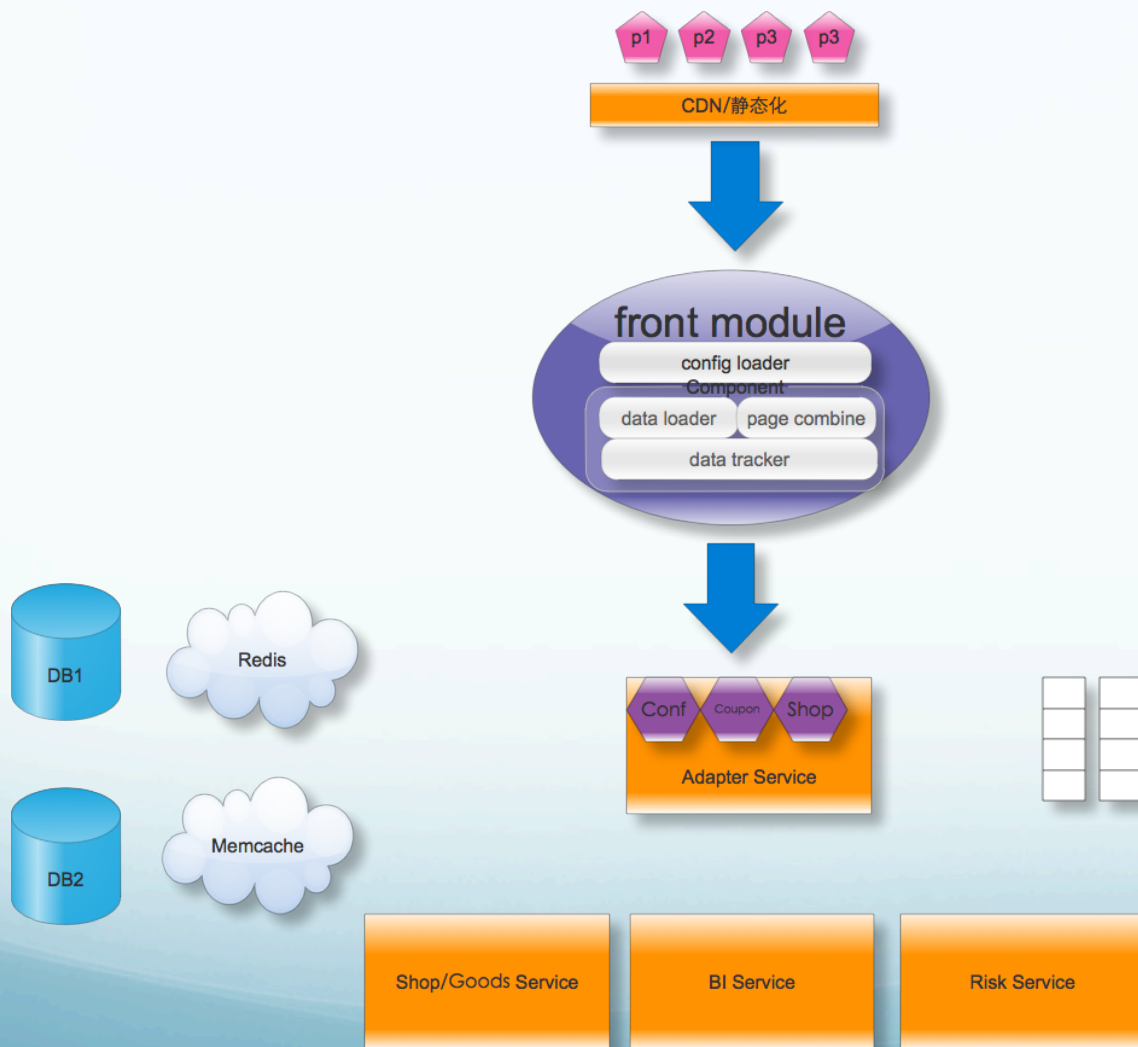 p1 p2 p3 p3
CDN/静态化
front module
config loader
Component
data loader page combine
data tracker
DB1
Redis
Conf Coupon Shop
Adapter Service
DB2
Memcache
Shop/Goods Service
BI Service
Risk Service